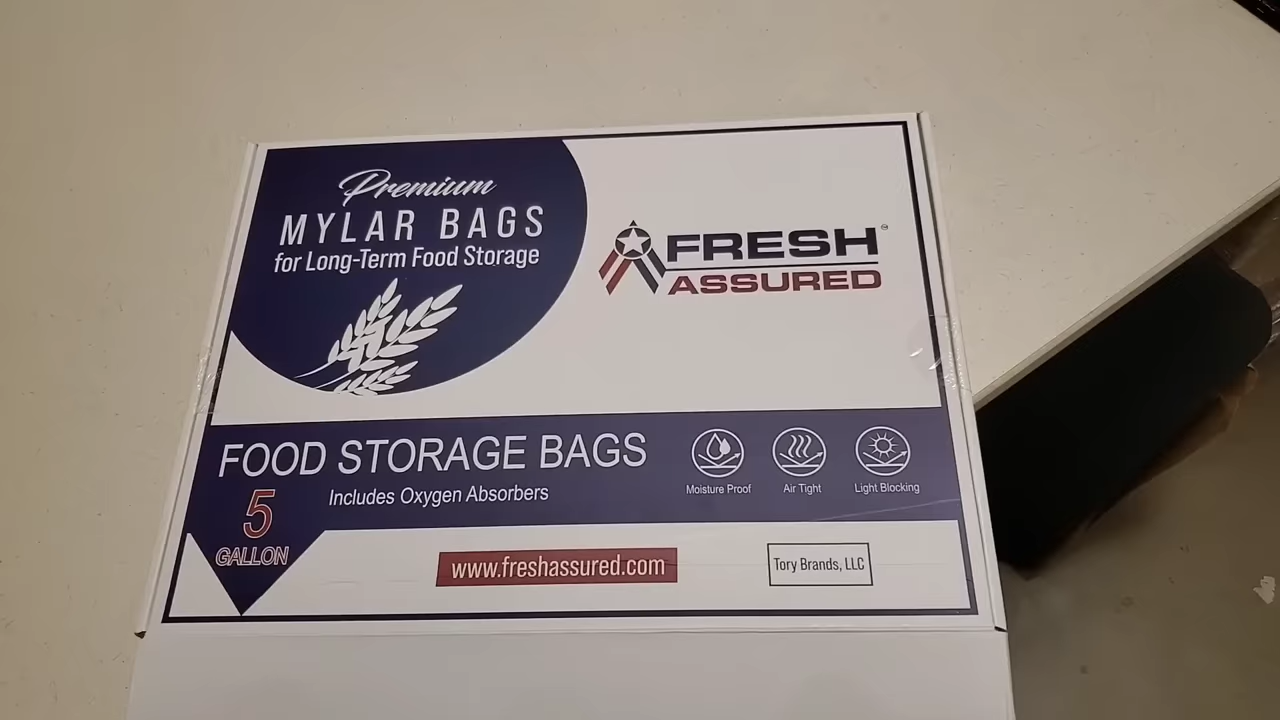 Premium
MYLAR BAGS
for Long-Term Food Storage
FRESH
ASSURED
FOOD STORAGE BAGS
Includes Oxygen Absorbers
5
GALLON
Moisture Proof
Air Tight
Light Blocking
www.freshassured.com
Tory Brands, LLC